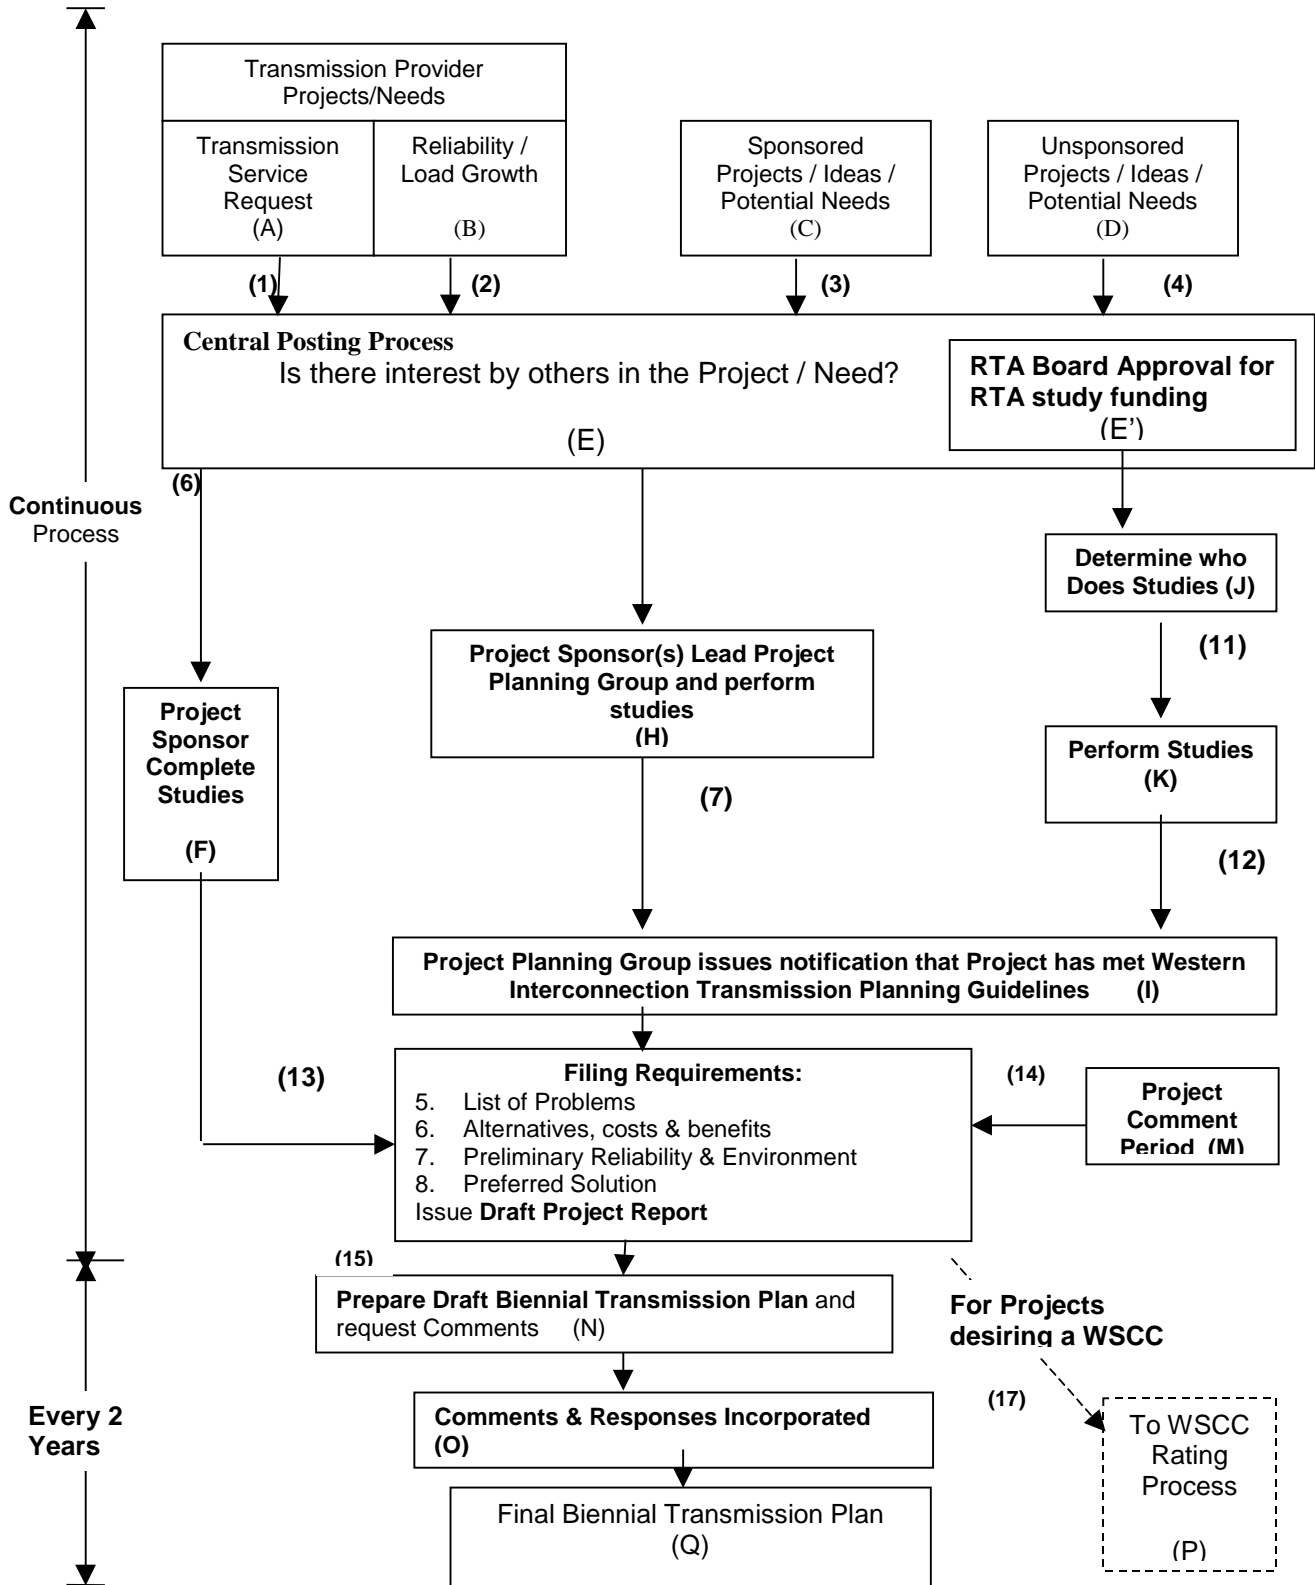 Transmission Provider
Projects/Needs
Transmission
Service
Request
(A)
Reliability /
Load Growth
(B)
Sponsored
Projects / Ideas /
Potential Needs
(C)
Unsponsored
Projects / Ideas /
Potential Needs
(D)
(1)
(2)
(3)
(4)
Central Posting Process
Is there interest by others in the Project / Need?
(E)
RTA Board Approval for
RTA study funding
(E')
(6)
Continuous
Process
Determine who
Does Studies (J)
(11)
Project Sponsor(s) Lead Project
Planning Group and perform
studies
(H)
Project
Sponsor
Complete
Studies
(F)
Perform Studies
(K)
(7)
(12)
Project Planning Group issues notification that Project has met Western
Interconnection Transmission Planning Guidelines (I)
(13)
Filing Requirements:
5. List of Problems
6. Alternatives, costs & benefits
7. Preliminary Reliability & Environment
8. Preferred Solution
Issue Draft Project Report
(14)
Project
Comment
Period (M)
(15)
Prepare Draft Biennial Transmission Plan and
request Comments (N)
For Projects
desiring a WSCC
(17)
Every 2
Years
Comments & Responses Incorporated
(O)
To WSCC
Rating
Process
(P)
Final Biennial Transmission Plan
(Q)